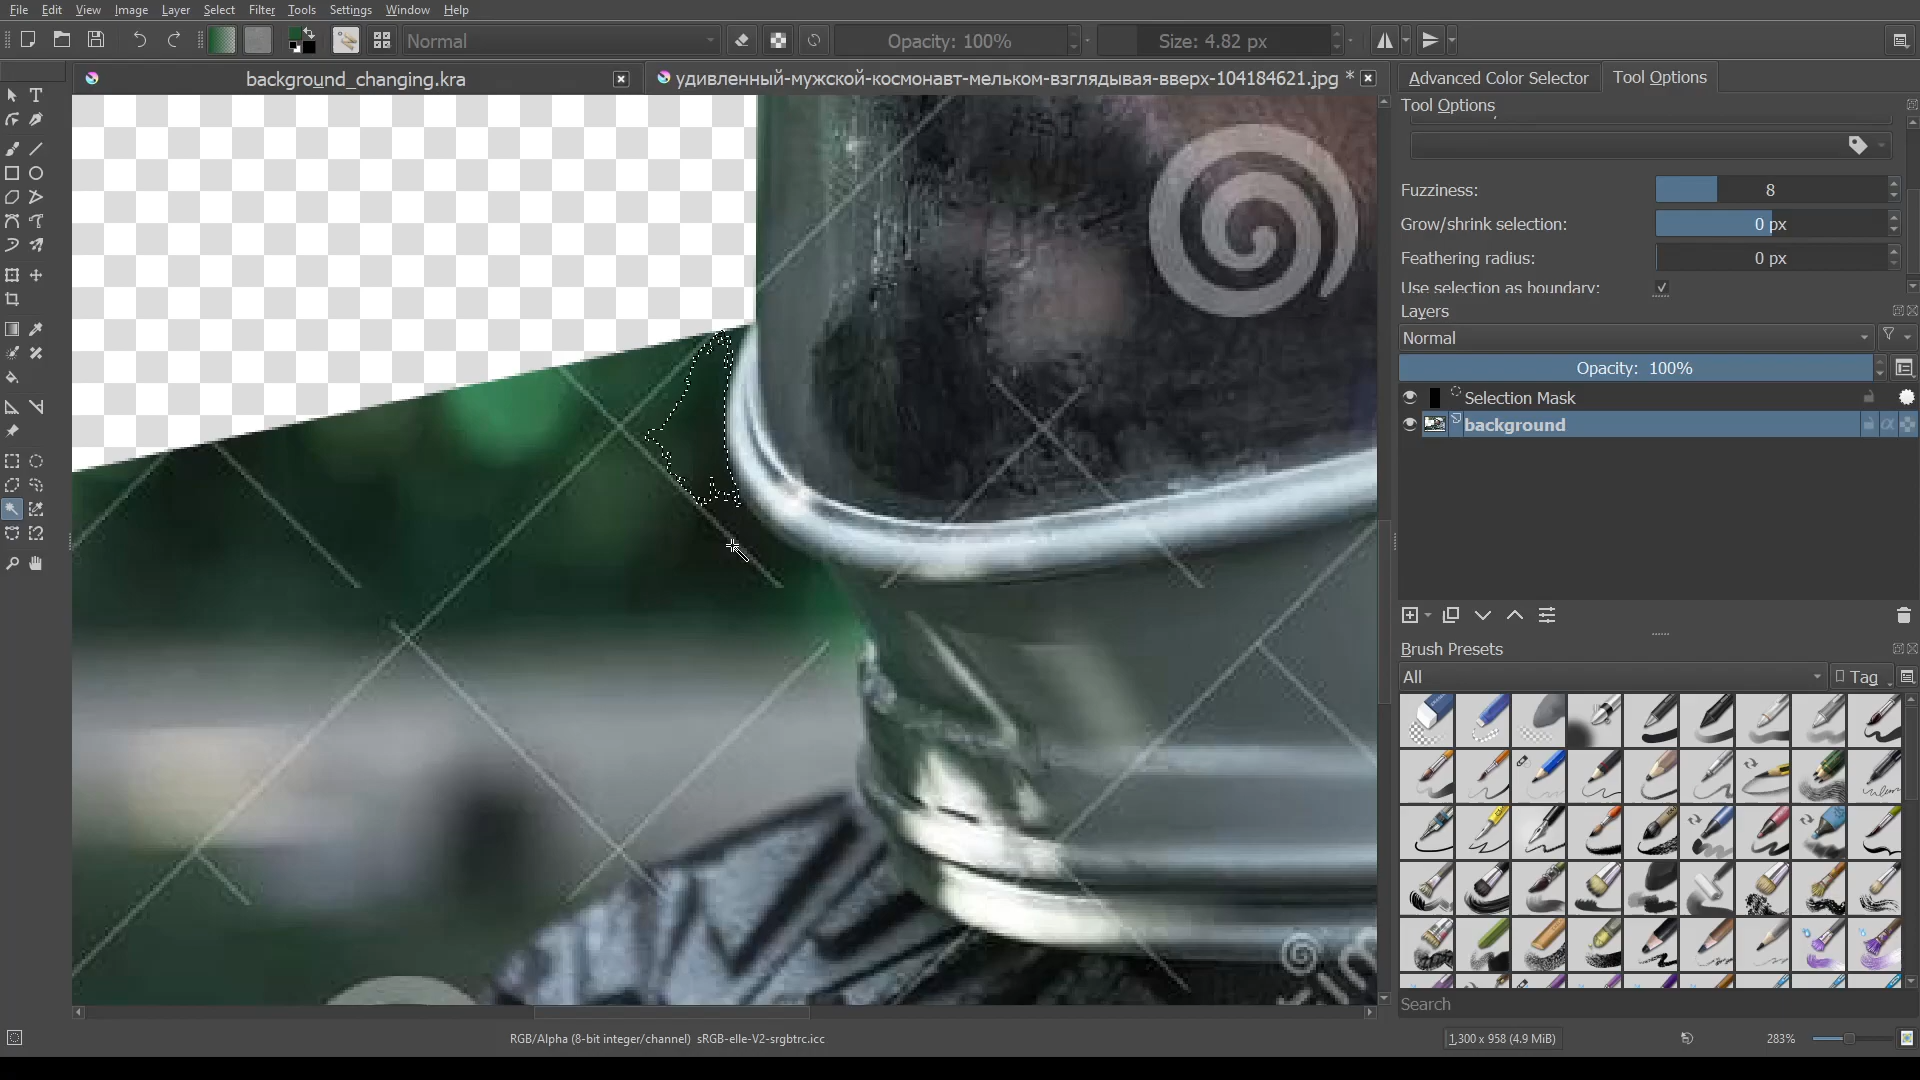 File Edit View Image Layer Select Filter Tools Settings Window Help
Normal Opacity: 100% Size: 4.82 px
background_changing.kra
удивленный-мужской-космонавт-мельком-взглядывая-вверх-104184621.jpg *
Advanced Color Selector Tool Options
Tool Options
Fuzziness: 8
Grow/shrink selection: 0 px
Feathering radius: 0 px
Use selection as boundary:
Layers
Normal
Opacity: 100%
Selection Mask
background
Brush Presets
All Tag
Search
RGB/Alpha (8-bit integer/channel) sRGB-elle-V2-srgbtrc.icc
1,300 x 958 (4.9 MiB)
283%